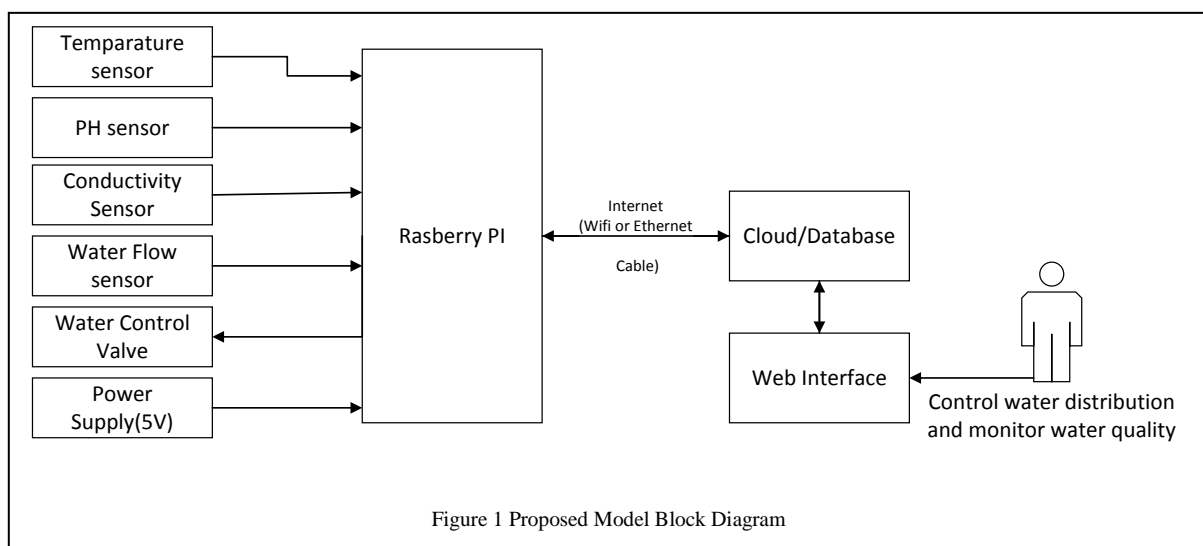 Temparature
sensor
PH sensor
Conductivity
Sensor
Water Flow
sensor
Water Control
Valve
Power
Supply(5V)
Rasberry PI
Internet
(Wifi or Ethernet
Cable)
Cloud/Database
Web Interface
Control water distribution
and monitor water quality
Figure 1 Proposed Model Block Diagram